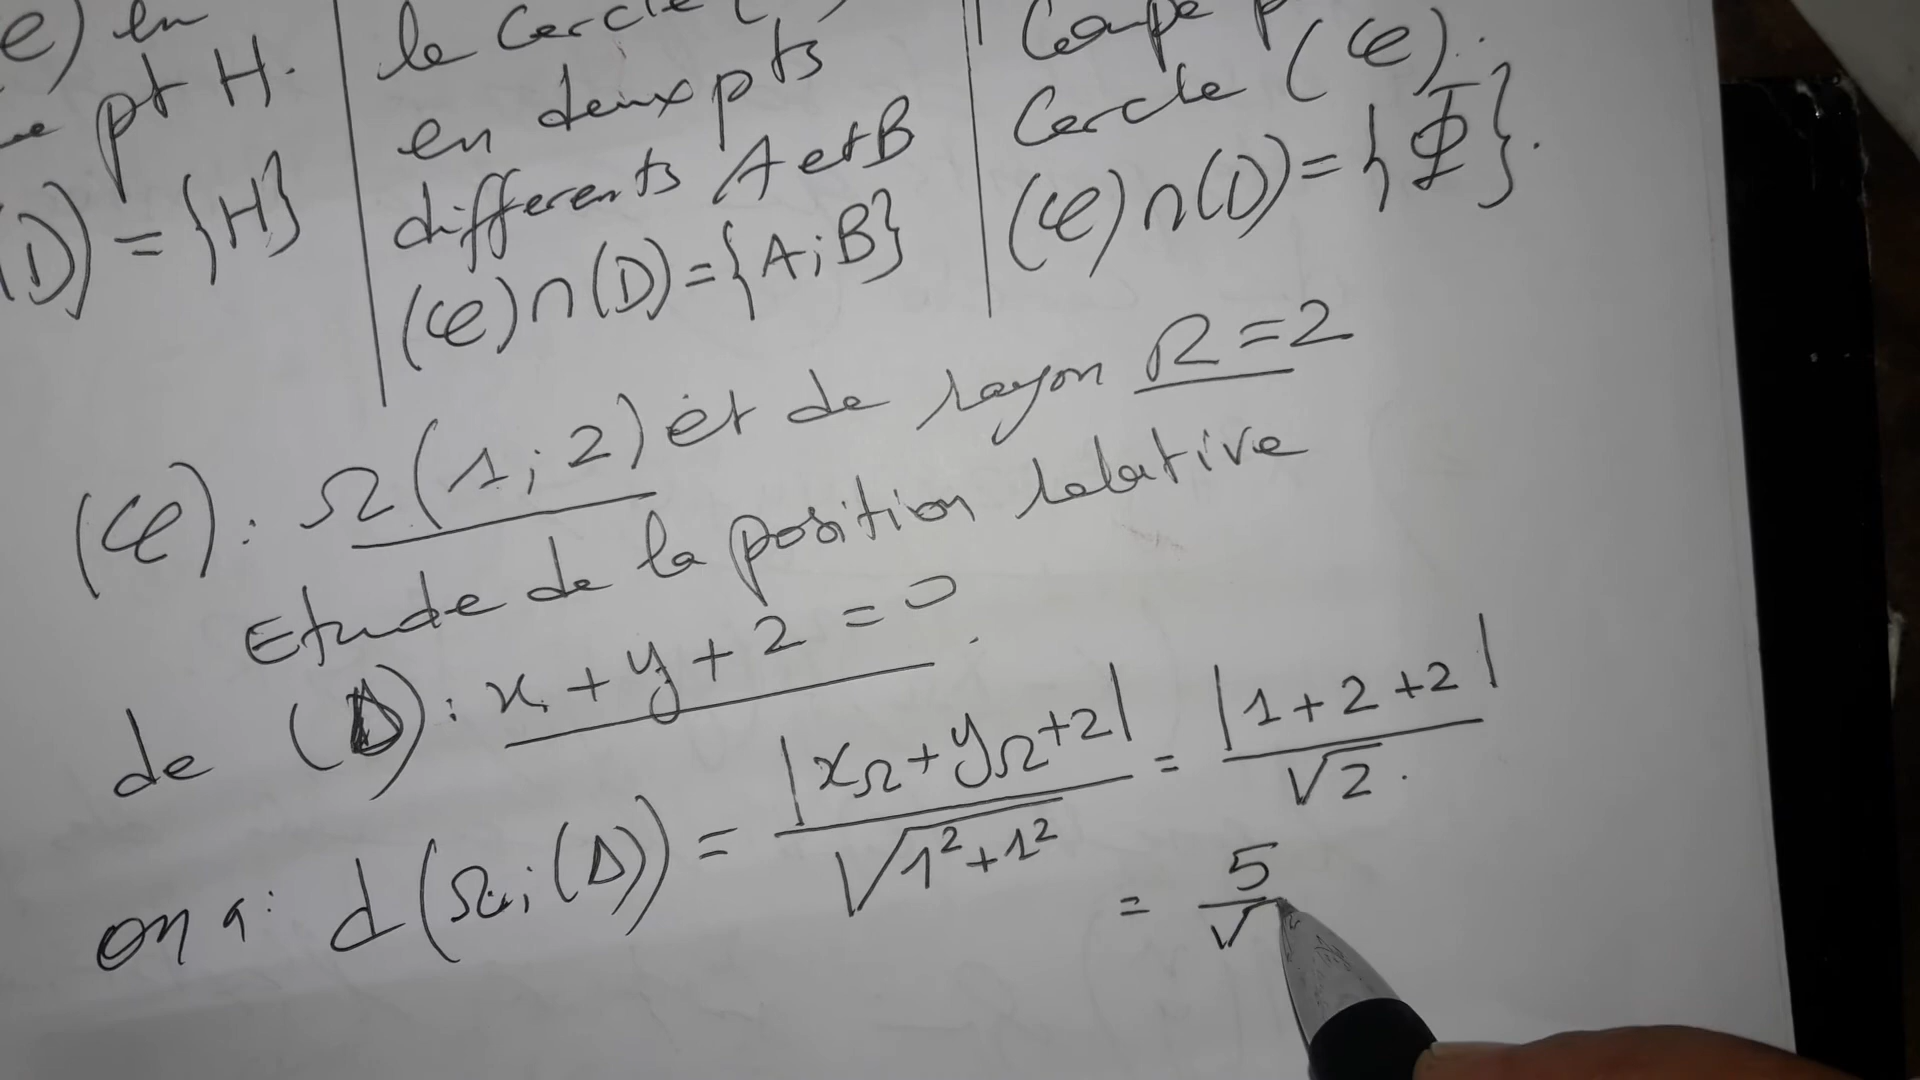 e) en
pt H.
(D) = {H}
le Cercle (
en deux pts
differents A et B
(C)∩(D)={A;B}
Coupe p
Cercle (C).
(C)∩(D)={Φ}.
(C): Ω(1;2) et de rayon R=2
Etude de la position relative
de (Δ): x+y+2=0.
on a: d(Ω;(Δ)) = |xΩ+yΩ+2| / √1²+1² = |1+2+2| / √2.
= 5/√